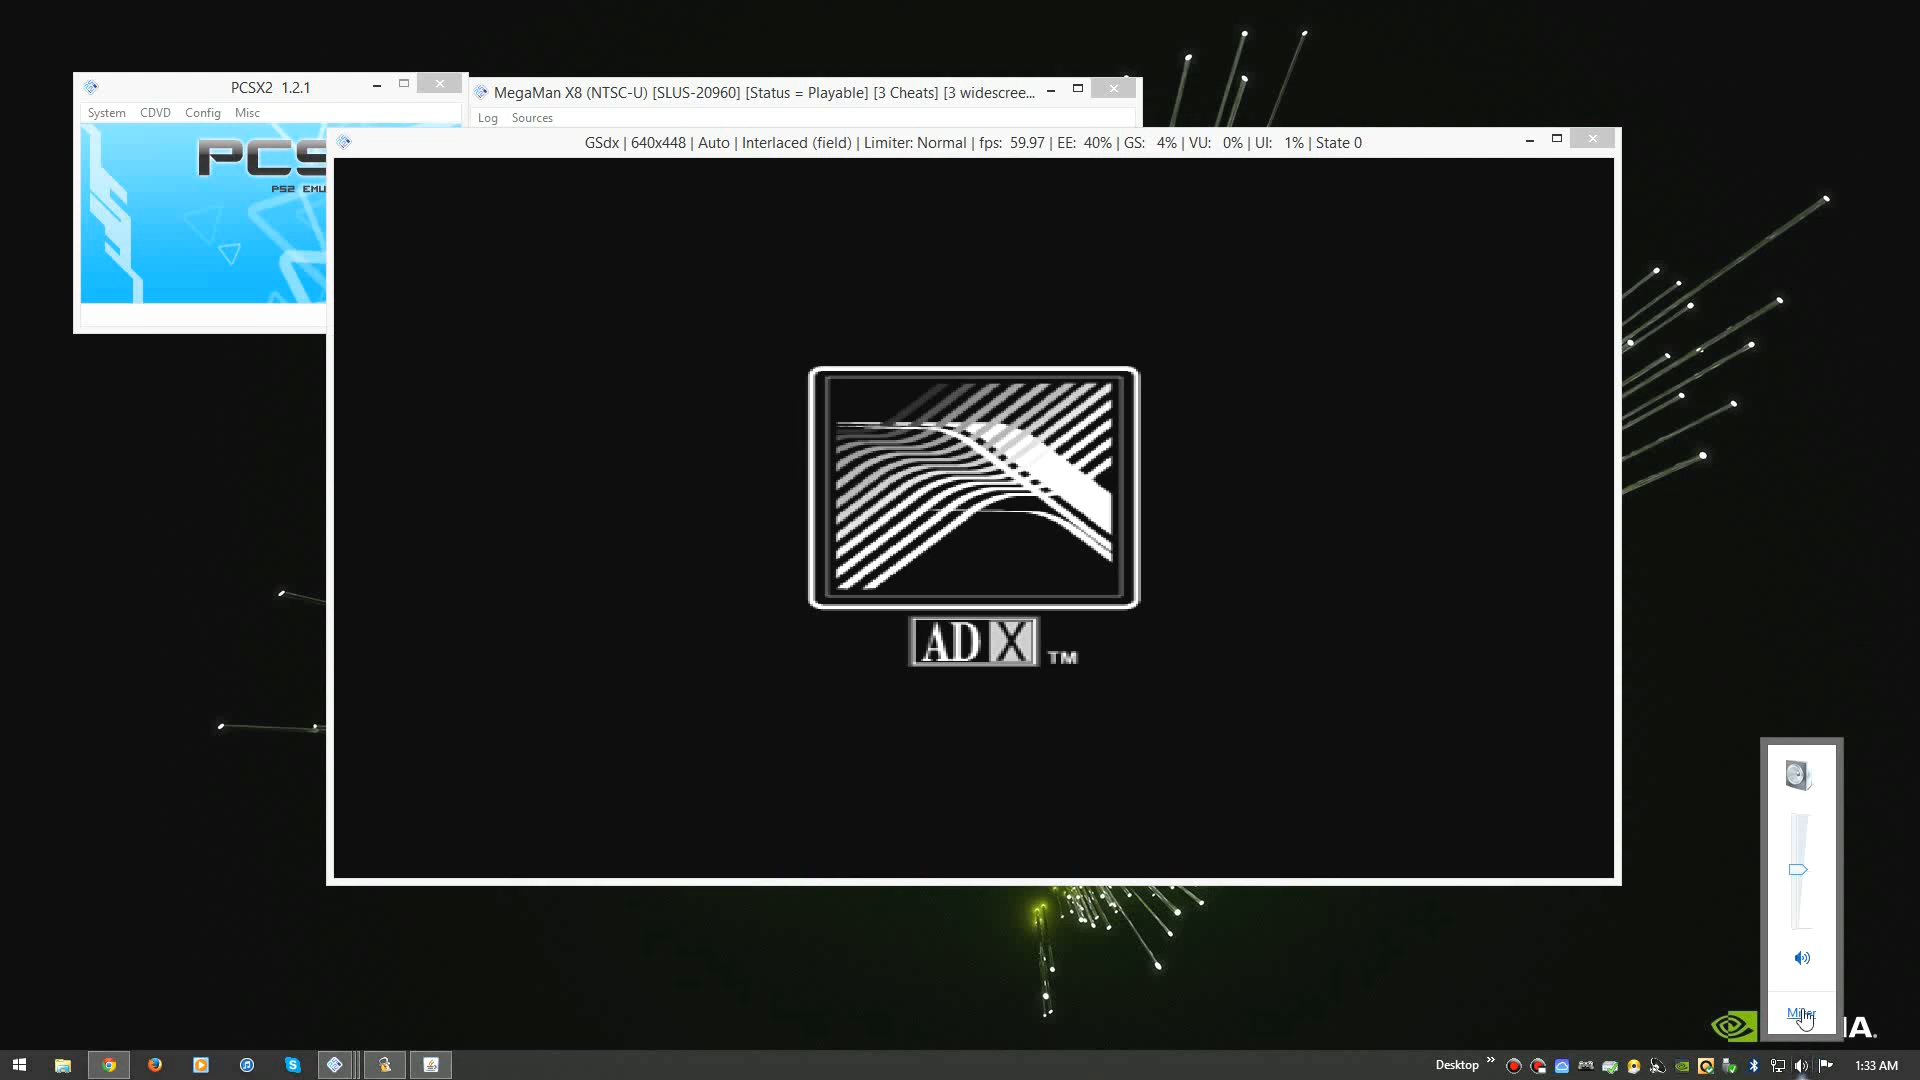 PCSX2 1.2.1
System CDVD Config Misc
PS2 EMU
MegaMan X8 (NTSC-U) [SLUS-20960] [Status = Playable] [3 Cheats] [3 widescree...
Log Sources
GSdx | 640x448 | Auto | Interlaced (field) | Limiter: Normal | fps: 59.97 | EE: 40% | GS: 4% | VU: 0% | UI: 1% | State 0
ADX TM
Mixer
Desktop
1:33 AM